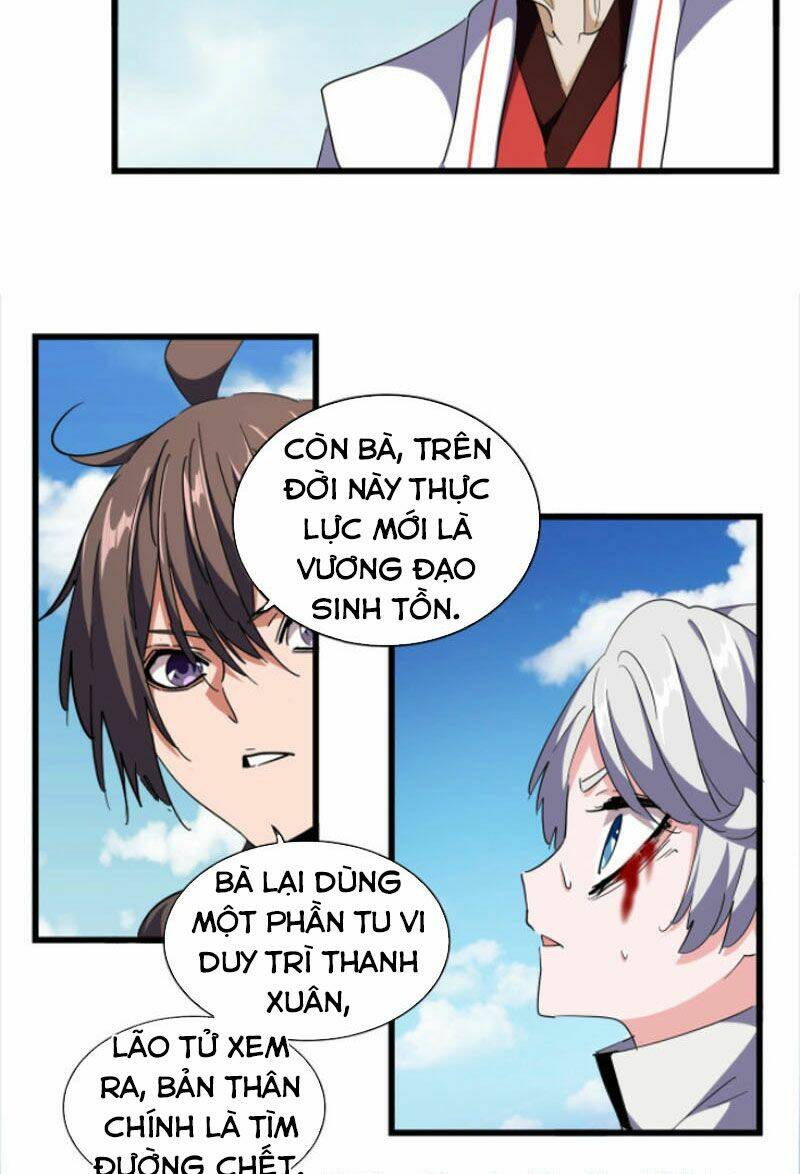 CÒN BÀ, TRÊN
ĐỜI NÀY THỰC
LỰC MỚI LÀ
VƯƠNG ĐẠO
SINH TỒN.
BÀ LẠI DÙNG
MỘT PHẦN TU VI
DUY TRÌ THANH
XUÂN,
LÃO TỬ XEM
RA, BẢN THÂN
CHÍNH LÀ TÌM
ĐƯỜNG CHẾT.